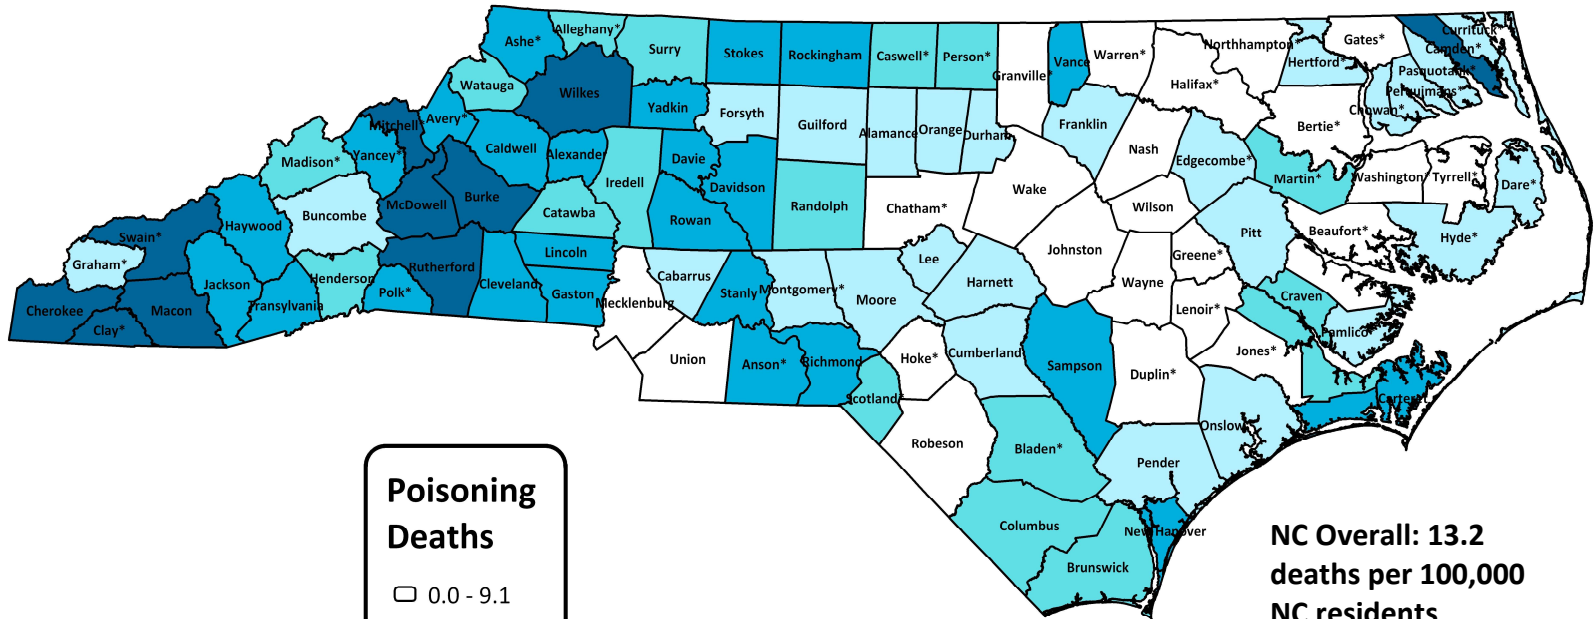 Ashe*
Alleghany*
Surry
Stokes
Rockingham
Caswell*
Person*
Granville*
Vance
Warren*
Northhampton*
Gates*
Currituck*
Camden*
Hertford*
Pasquotank*
Perquimans*
Chowan*
Halifax*
Bertie*
Watauga
Wilkes
Yadkin
Forsyth
Guilford
Alamance
Orange
Durham
Franklin
Nash
Edgecombe*
Martin*
Washington*
Tyrrell*
Dare*
Mitchell*
Avery*
Caldwell
Alexander
Davie
Iredell
Davidson
Randolph
Chatham*
Wake
Wilson
Pitt
Beaufort*
Hyde*
Madison*
Yancey*
McDowell
Burke
Catawba
Rowan
Buncombe
Haywood
Swain*
Graham*
Cherokee
Clay*
Macon
Jackson
Transylvania
Henderson
Polk*
Rutherford
Cleveland
Lincoln
Gaston
Mecklenburg
Cabarrus
Stanly
Montgomery*
Moore
Lee
Harnett
Johnston
Wayne
Greene*
Lenoir*
Craven
Pamlico*
Jones*
Carteret
Union
Anson*
Richmond
Scotland*
Hoke*
Cumberland
Sampson
Duplin*
Onslow
Robeson
Bladen*
Pender
Columbus
Brunswick
New Hanover
Poisoning
Deaths
0.0 - 9.1
NC Overall: 13.2
deaths per 100,000
NC residents